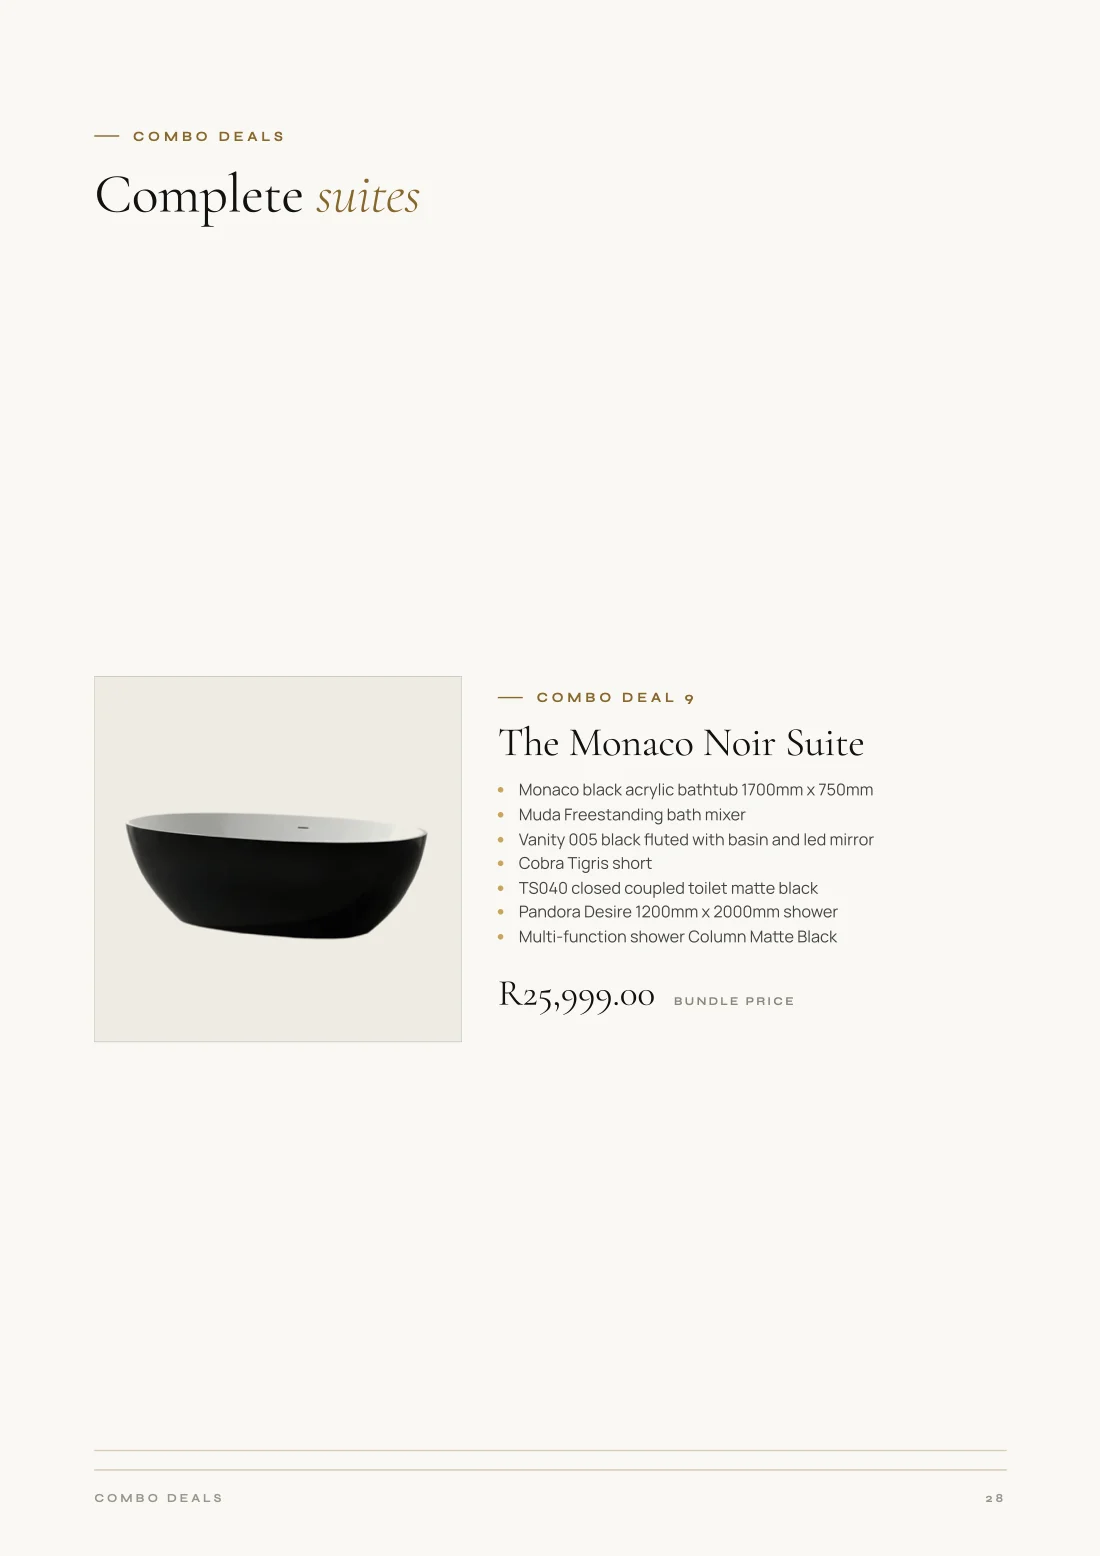 COMBO DEALS
Complete suites
COMBO DEAL 9
The Monaco Noir Suite
Monaco black acrylic bathtub 1700mm x 750mm
Muda Freestanding bath mixer
Vanity 005 black fluted with basin and led mirror
Cobra Tigris short
TS040 closed coupled toilet matte black
Pandora Desire 1200mm x 2000mm shower
Multi-function shower Column Matte Black
R25,999.00 BUNDLE PRICE
COMBO DEALS 28